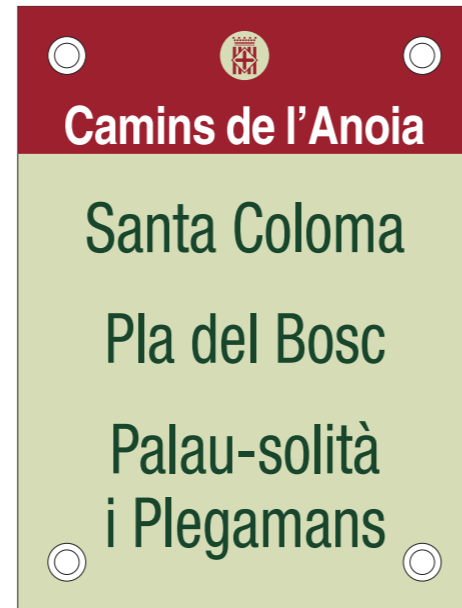 Camins de l’Anoia
Santa Coloma
Pla del Bosc
Palau-solità
i Plegamans